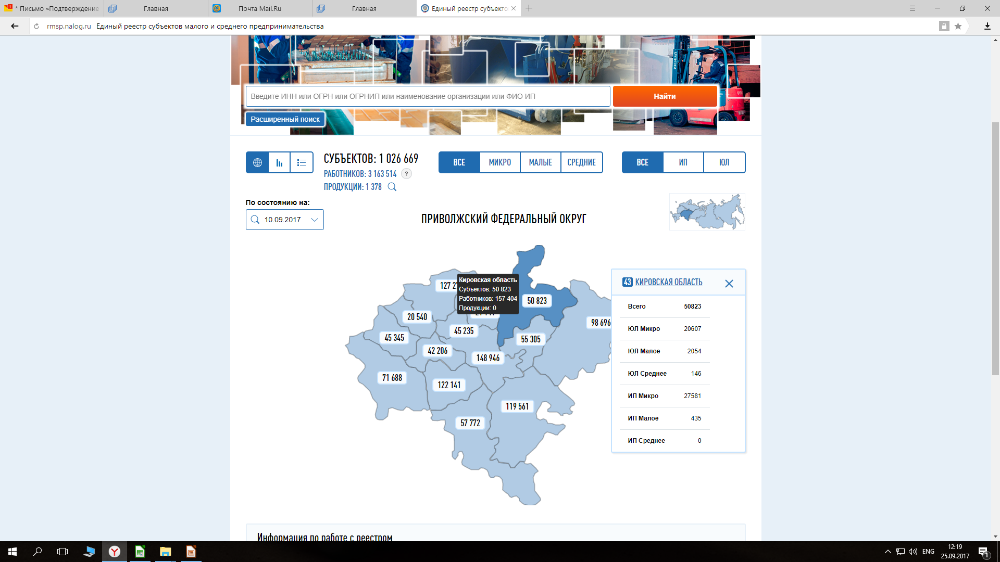 1
* Письмо «Подтверждение
Главная
Почта Mail.Ru
Главная
Единый реестр субъекто
rmsp.nalog.ru Единый реестр субъектов малого и среднего предпринимательства
Введите ИНН или ОГРН или ОГРНИП или наименование организации или ФИО ИП
Найти
Расширенный поиск
СУБЪЕКТОВ: 1 026 669
РАБОТНИКОВ: 3 163 514 ?
ПРОДУКЦИИ: 1 378
ВСЕ МИКРО МАЛЫЕ СРЕДНИЕ
ВСЕ ИП ЮЛ
По состоянию на:
10.09.2017
ПРИВОЛЖСКИЙ ФЕДЕРАЛЬНЫЙ ОКРУГ
127
Кировская область
Субъектов: 50 823
Работников: 157 404
Продукции: 0
50 823
20 540
98 696
45 235
45 345
55 305
42 206
148 946
71 688
122 141
119 561
57 772
43 КИРОВСКАЯ ОБЛАСТЬ
Всего 50823
ЮЛ Микро 20607
ЮЛ Малое 2054
ЮЛ Среднее 146
ИП Микро 27581
ИП Малое 435
ИП Среднее 0
Информация по работе с реестром
ENG
12:19
25.09.2017
1